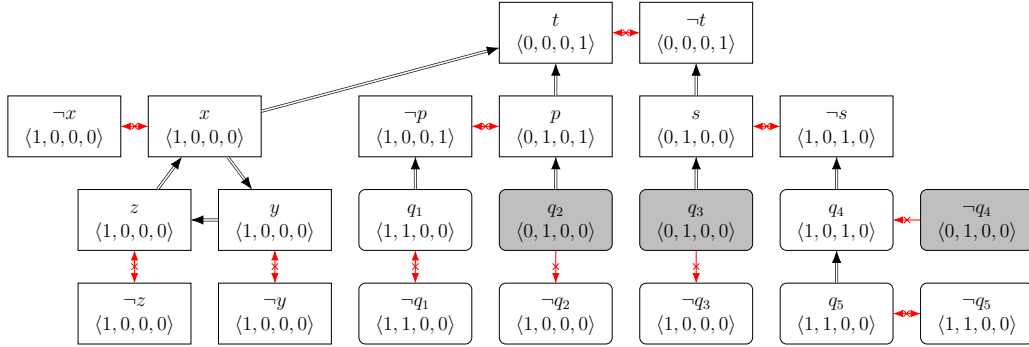 t
⟨0, 0, 0, 1⟩
¬t
⟨0, 0, 0, 1⟩
¬x
⟨1, 0, 0, 0⟩
x
⟨1, 0, 0, 0⟩
¬p
⟨1, 0, 0, 1⟩
p
⟨0, 1, 0, 1⟩
s
⟨0, 1, 0, 0⟩
¬s
⟨1, 0, 1, 0⟩
z
⟨1, 0, 0, 0⟩
y
⟨1, 0, 0, 0⟩
q₁
⟨1, 1, 0, 0⟩
q₂
⟨0, 1, 0, 0⟩
q₃
⟨0, 1, 0, 0⟩
q₄
⟨1, 0, 1, 0⟩
¬q₄
⟨0, 1, 0, 0⟩
¬z
⟨1, 0, 0, 0⟩
¬y
⟨1, 0, 0, 0⟩
¬q₁
⟨1, 1, 0, 0⟩
¬q₂
⟨1, 0, 0, 0⟩
¬q₃
⟨1, 0, 0, 0⟩
q₅
⟨1, 1, 0, 0⟩
¬q₅
⟨1, 1, 0, 0⟩